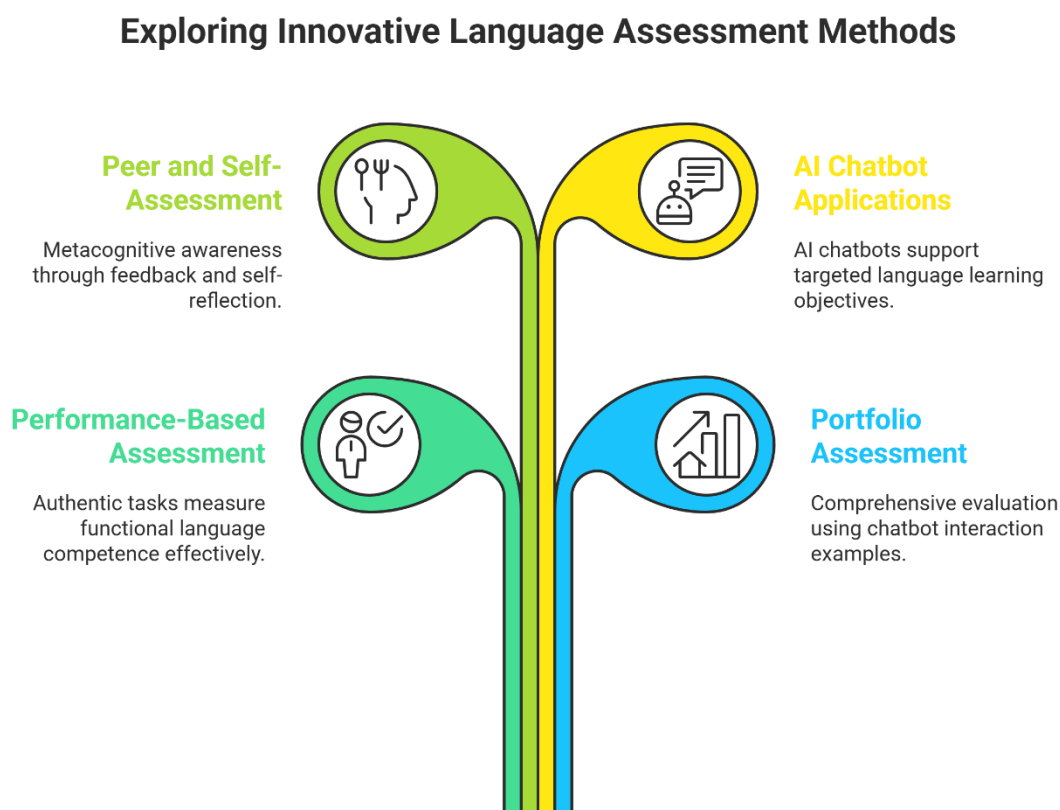 Exploring Innovative Language Assessment Methods
Peer and Self-
Assessment
Metacognitive awareness
through feedback and self-
reflection.
AI Chatbot
Applications
AI chatbots support
targeted language learning
objectives.
Performance-Based
Assessment
Authentic tasks measure
functional language
competence effectively.
Portfolio
Assessment
Comprehensive evaluation
using chatbot interaction
examples.